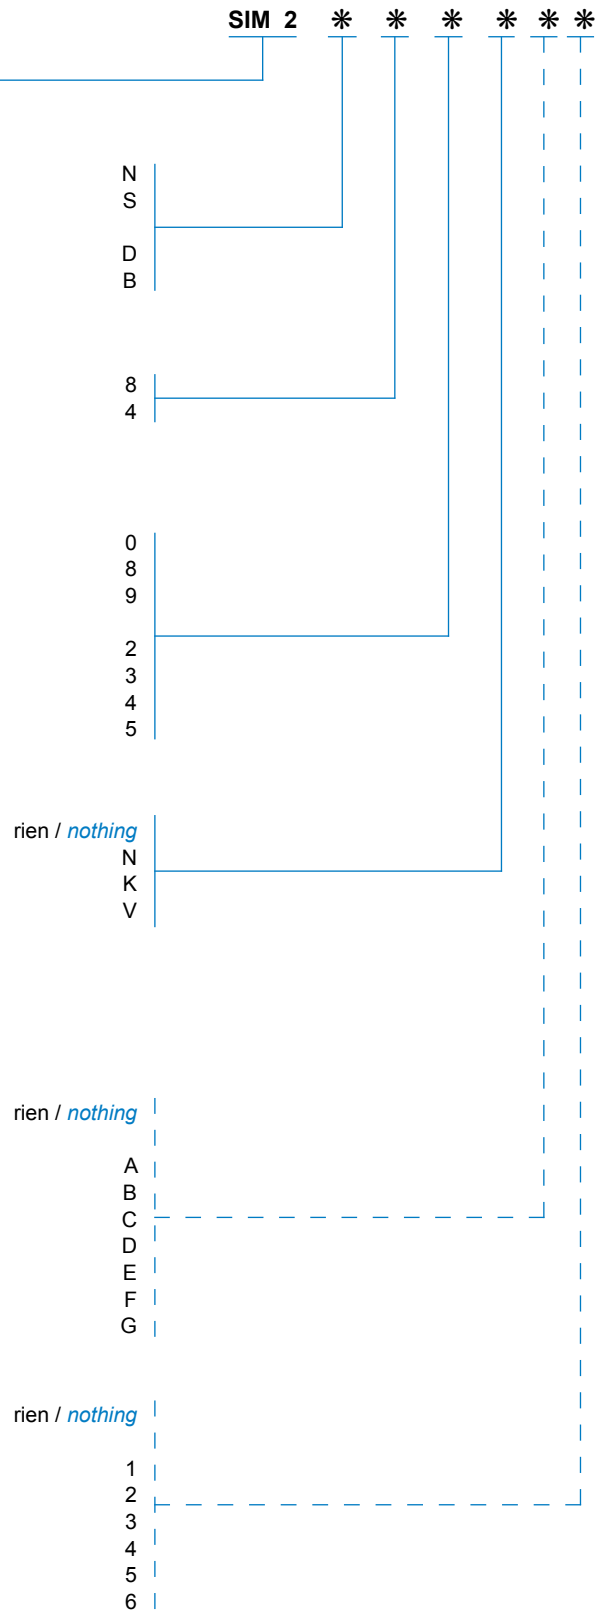 SIM 2 ❋ ❋ ❋ ❋ ❋ ❋
N
S
D
B
8
4
0
8
9
2
3
4
5
rien / nothing
N
K
V
rien / nothing
A
B
C
D
E
F
G
rien / nothing
1
2
3
4
5
6